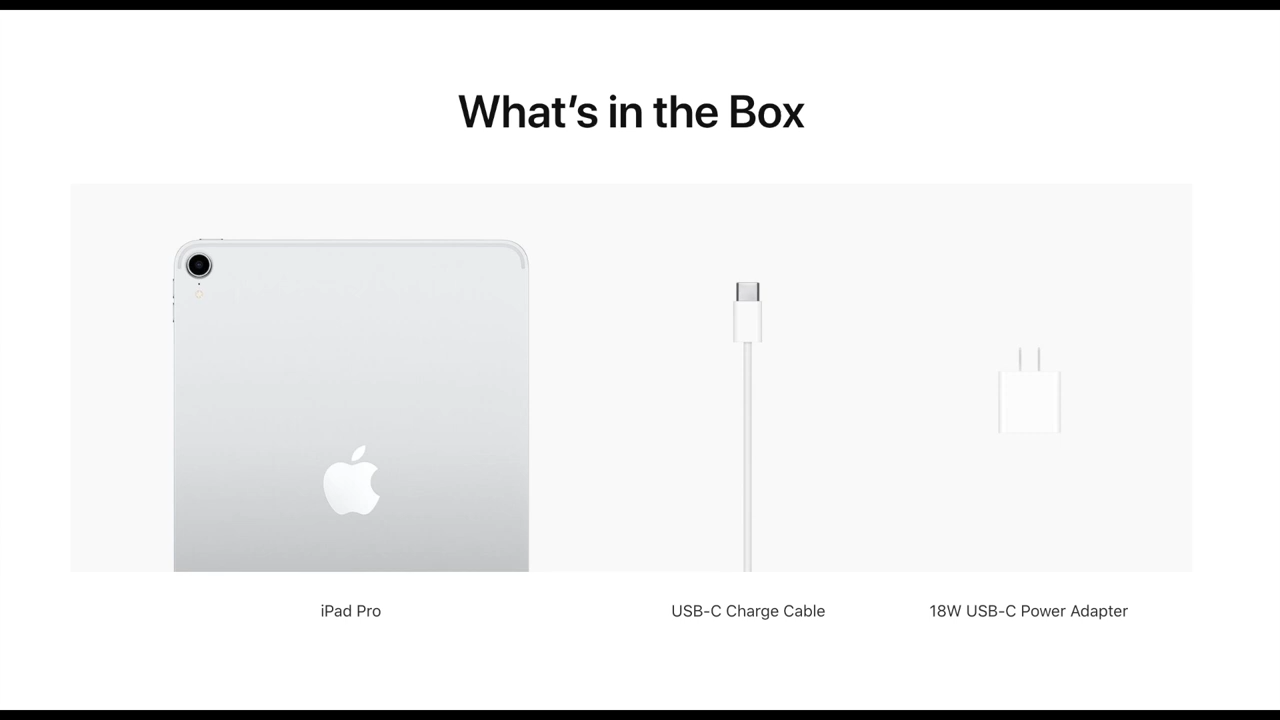 What‘s in the Box
iPad Pro
USB-C Charge Cable
18W USB-C Power Adapter